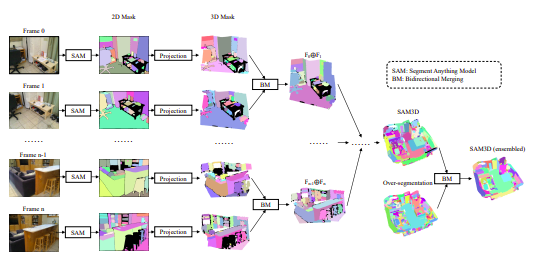 2D Mask
3D Mask
Frame 0
SAM
Projection
F₀⊕F₁
BM
SAM: Segment Anything Model
BM: Bidirectional Merging
Frame 1
SAM
Projection
SAM3D
......
......
......
......
......
SAM3D (ensembled)
Frame n-1
SAM
Projection
BM
Over-segmentation
BM
Fₙ₋₁⊕Fₙ
Frame n
SAM
Projection